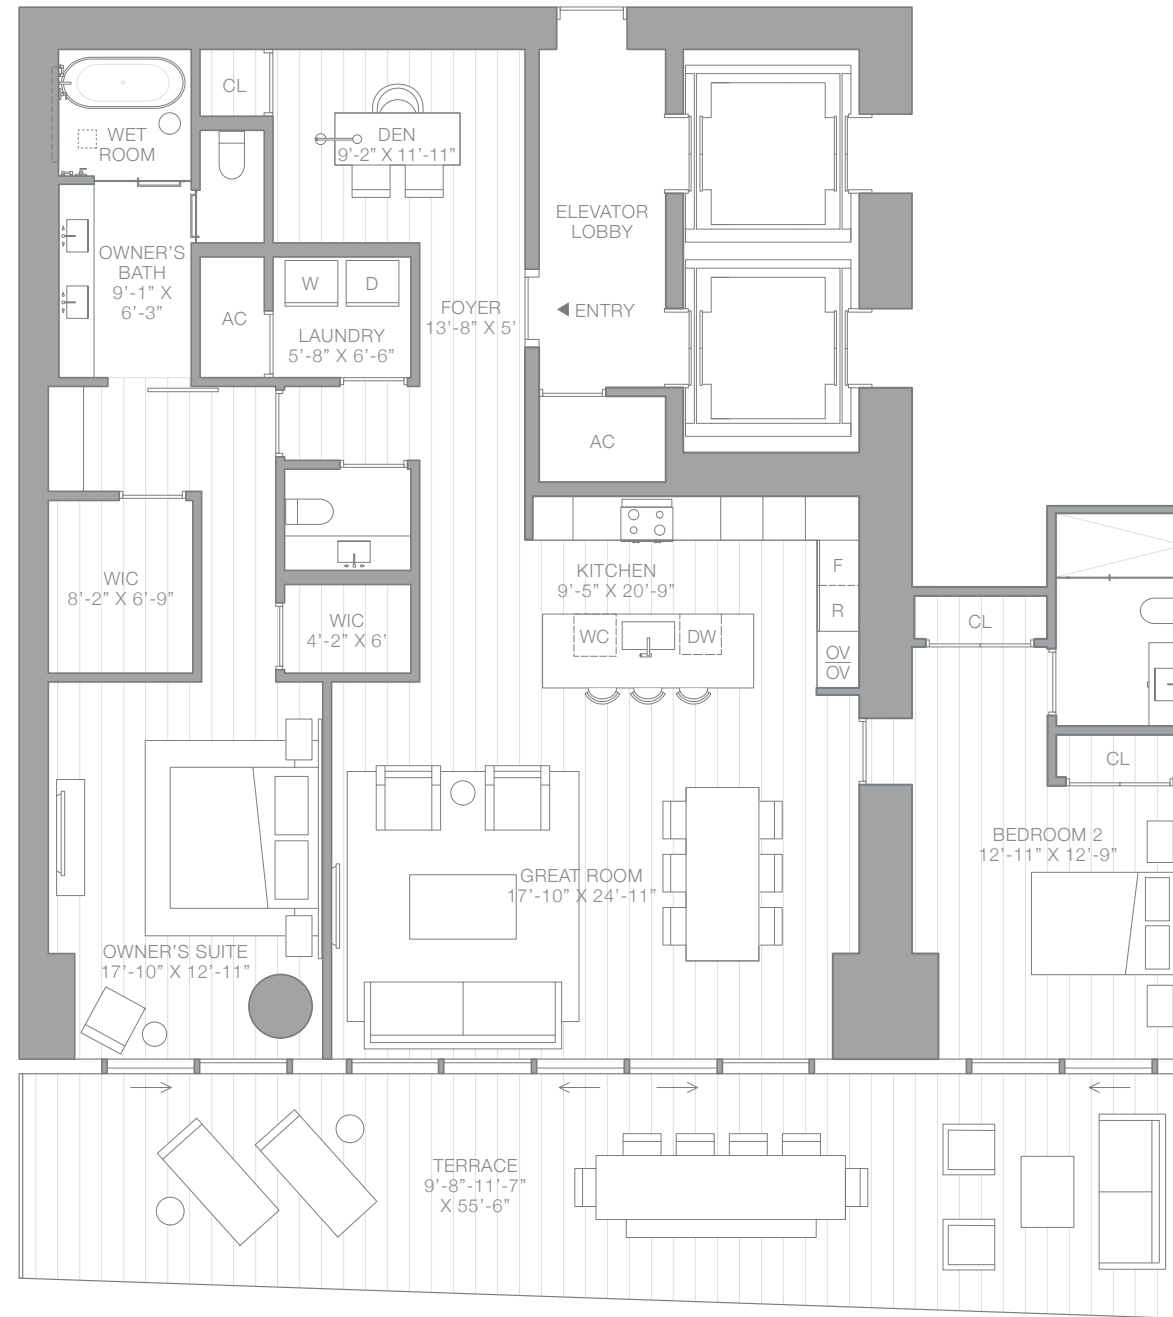 CL
WET
ROOM
DEN
9’-2” X 11’-11”
ELEVATOR
LOBBY
OWNER’S
BATH
9’-1” X
6’-3”
W
D
AC
LAUNDRY
5’-8” X 6’-6”
FOYER
13’-8” X 5’
ENTRY
AC
WIC
8’-2” X 6’-9”
WIC
4’-2” X 6’
KITCHEN
9’-5” X 20’-9”
F
R
WC
DW
OV
OV
CL
CL
BEDROOM 2
12’-11” X 12’-9”
GREAT ROOM
17’-10” X 24’-11”
OWNER’S SUITE
17’-10” X 12’-11”
TERRACE
9’-8”-11’-7”
X 55’-6”